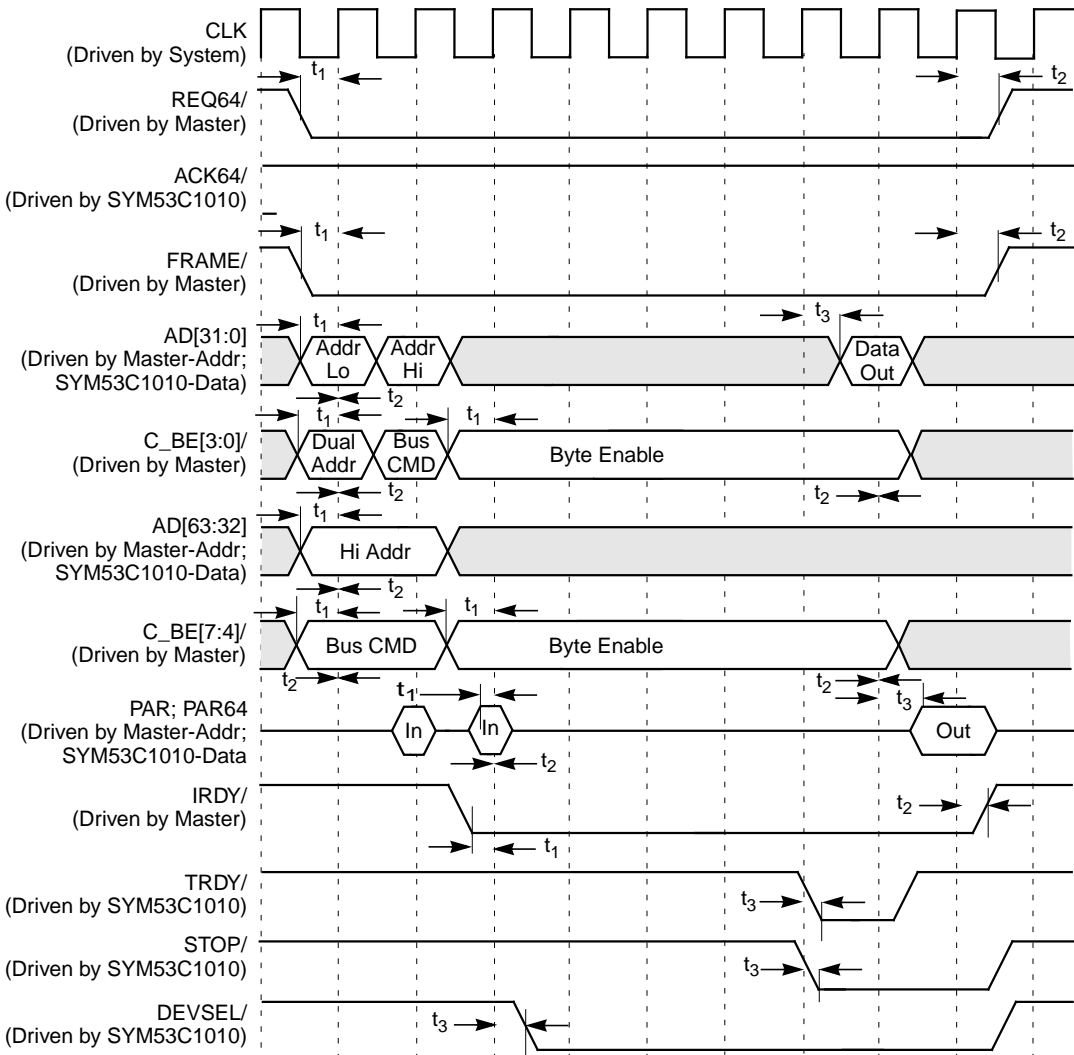 CLK
(Driven by System)
t1
t2
REQ64/
(Driven by Master)
ACK64/
(Driven by SYM53C1010)
t1
t2
FRAME/
(Driven by Master)
t3
AD[31:0]
(Driven by Master-Addr;
SYM53C1010-Data)
t1
Addr
Lo
Addr
Hi
Data
Out
t2
t1
t1
C_BE[3:0]/
(Driven by Master)
Dual
Addr
Bus
CMD
Byte Enable
t2
t2
t1
AD[63:32]
(Driven by Master-Addr;
SYM53C1010-Data)
Hi Addr
t2
t1
t1
C_BE[7:4]/
(Driven by Master)
Bus CMD
Byte Enable
t2
t2
t1
t3
PAR; PAR64
(Driven by Master-Addr;
SYM53C1010-Data
In
In
Out
t2
IRDY/
(Driven by Master)
t2
t1
TRDY/
(Driven by SYM53C1010)
t3
STOP/
(Driven by SYM53C1010)
t3
DEVSEL/
(Driven by SYM53C1010)
t3